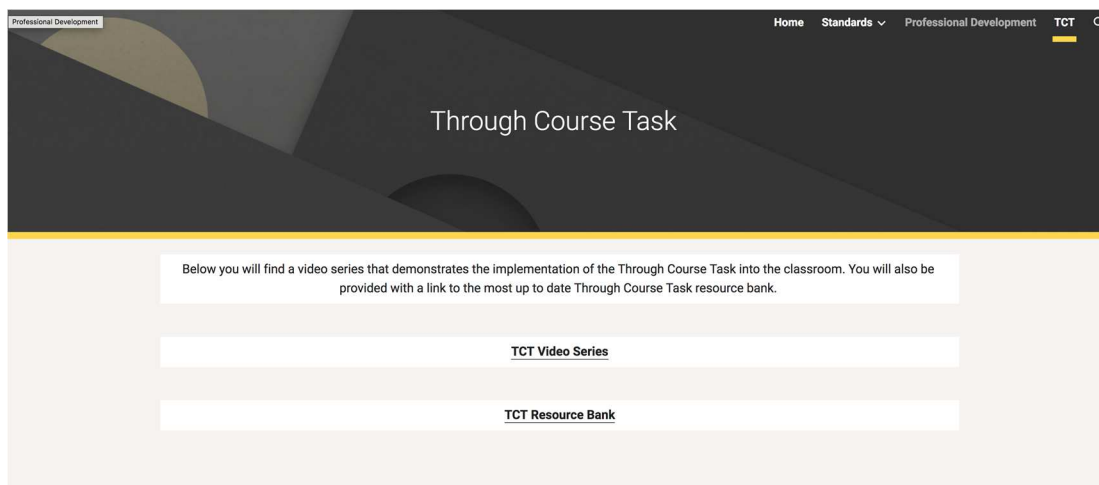 Professional Development
Home Standards Professional Development TCT
Through Course Task
Below you will find a video series that demonstrates the implementation of the Through Course Task into the classroom. You will also be
provided with a link to the most up to date Through Course Task resource bank.
TCT Video Series
TCT Resource Bank